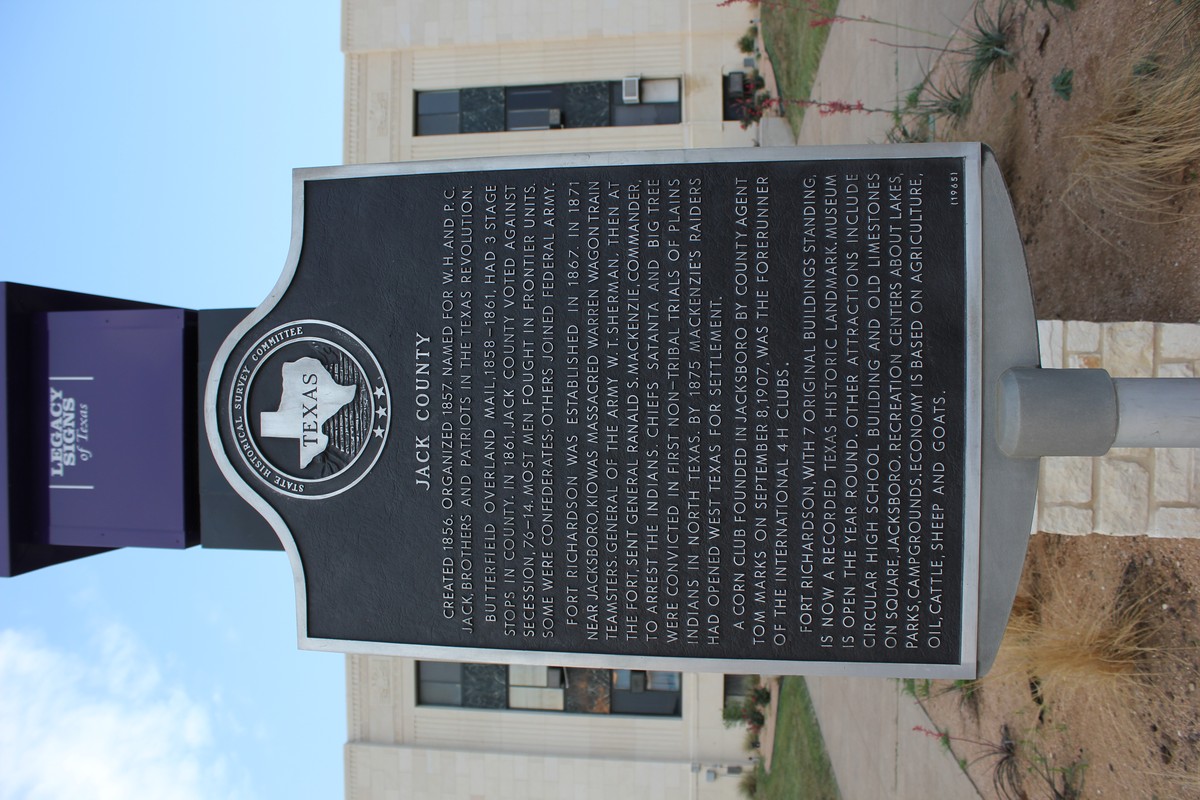 LEGACY
SIGNS
of Texas
STATE HISTORICAL SURVEY COMMITTEE
TEXAS
JACK COUNTY
CREATED 1856, ORGANIZED 1857. NAMED FOR W.H. AND P.C.
JACK, BROTHERS AND PATRIOTS IN THE TEXAS REVOLUTION.
BUTTERFIELD OVERLAND MAIL, 1858-1861, HAD 3 STAGE
STOPS IN COUNTY. IN 1861, JACK COUNTY VOTED AGAINST
SECESSION, 76-14. MOST MEN FOUGHT IN FRONTIER UNITS.
SOME WERE CONFEDERATES; OTHERS JOINED FEDERAL ARMY.
FORT RICHARDSON WAS ESTABLISHED IN 1867. IN 1871
NEAR JACKSBORO, KIOWAS MASSACRED WARREN WAGON TRAIN
TEAMSTERS. GENERAL OF THE ARMY W. T. SHERMAN, THEN AT
THE FORT, SENT GENERAL RANALD S. MACKENZIE, COMMANDER,
TO ARREST THE INDIANS. CHIEFS SATANTA AND BIG TREE
WERE CONVICTED IN FIRST NON-TRIBAL TRIALS OF PLAINS
INDIANS IN NORTH TEXAS. BY 1875 MACKENZIE'S RAIDERS
HAD OPENED WEST TEXAS FOR SETTLEMENT.
A CORN CLUB FOUNDED IN JACKSBORO BY COUNTY AGENT
TOM MARKS ON SEPTEMBER 8, 1907, WAS THE FORERUNNER
OF THE INTERNATIONAL 4-H CLUBS.
FORT RICHARDSON, WITH 7 ORIGINAL BUILDINGS STANDING,
IS NOW A RECORDED TEXAS HISTORIC LANDMARK. MUSEUM
IS OPEN THE YEAR ROUND. OTHER ATTRACTIONS INCLUDE
CIRCULAR HIGH SCHOOL BUILDING AND OLD LIMESTONES
ON SQUARE, JACKSBORO. RECREATION CENTERS ABOUT LAKES,
PARKS, CAMPGROUNDS. ECONOMY IS BASED ON AGRICULTURE,
OIL, CATTLE, SHEEP AND GOATS.
(1965)